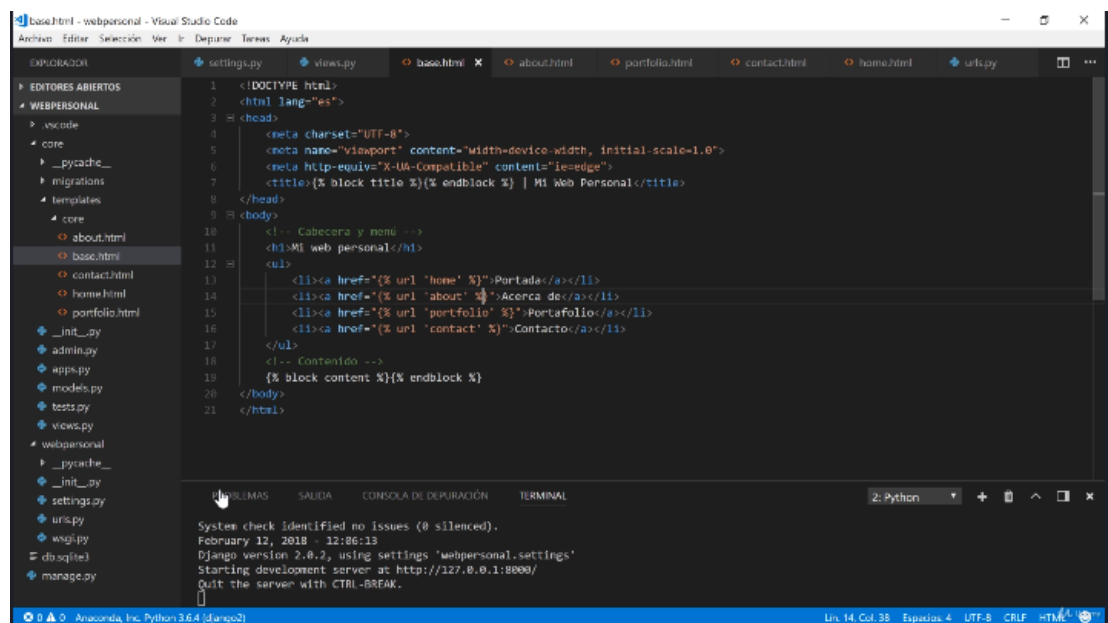 base.html - webpersonal - Visual Studio Code
Archivo Editar Selección Ver Ir Depurar Tareas Ayuda
EXPLORADOR
settings.py views.py base.html about.html portfolio.html contact.html home.html urls.py
EDITORES ABIERTOS
WEBPERSONAL
.vscode
core
__pycache__
migrations
templates
core
about.html
base.html
contact.html
home.html
portfolio.html
__init__.py
admin.py
apps.py
models.py
tests.py
views.py
webpersonal
__pycache__
__init__.py
settings.py
urls.py
wsgi.py
db.sqlite3
manage.py
1 <!DOCTYPE html>
2 <html lang="es">
3 <head>
4 <meta charset="UTF-8">
5 <meta name="viewport" content="width=device-width, initial-scale=1.0">
6 <meta http-equiv="X-UA-Compatible" content="ie=edge">
7 <title>{% block title %}{% endblock %} | Mi Web Personal</title>
8 </head>
9 <body>
10 <!-- Cabecera y menú -->
11 <h1>Mi web personal</h1>
12 <ul>
13 <li><a href="{% url 'home' %}">Portada</a></li>
14 <li><a href="{% url 'about' %}">Acerca de</a></li>
15 <li><a href="{% url 'portfolio' %}">Portafolio</a></li>
16 <li><a href="{% url 'contact' %}">Contacto</a></li>
17 </ul>
18 <!-- Contenido -->
19 {% block content %}{% endblock %}
20 </body>
21 </html>
PROBLEMAS SALIDA CONSOLA DE DEPURACIÓN TERMINAL 2: Python
System check identified no issues (0 silenced).
February 12, 2018 - 12:06:13
Django version 2.0.2, using settings 'webpersonal.settings'
Starting development server at http://127.0.0.1:8000/
Quit the server with CTRL-BREAK.
0 0 Anaconda, Inc. Python 3.6.4 (django2) Lín. 14, Col. 38 Espacios: 4 UTF-8 CRLF HTML